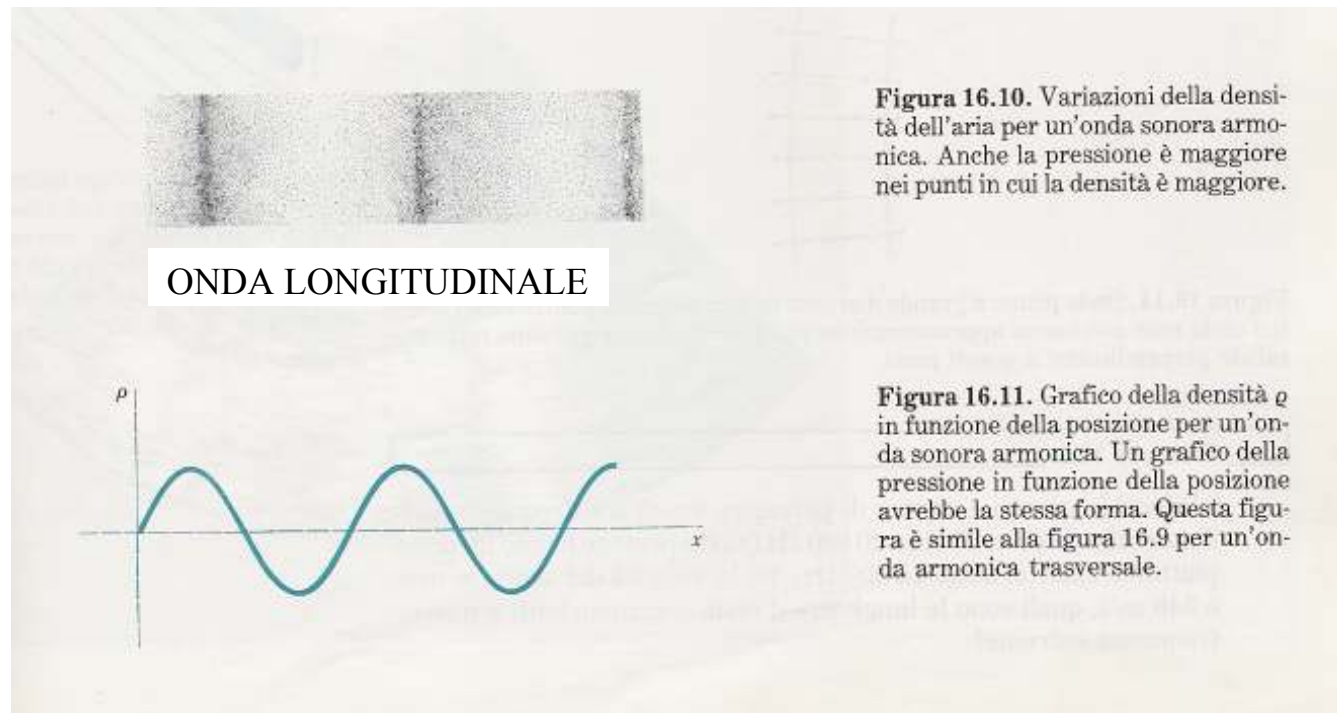 Figura 16.10. Variazioni della densi-
tà dell'aria per un'onda sonora armo-
nica. Anche la pressione è maggiore
nei punti in cui la densità è maggiore.
ONDA LONGITUDINALE
ρ
x
Figura 16.11. Grafico della densità ϱ
in funzione della posizione per un'on-
da sonora armonica. Un grafico della
pressione in funzione della posizione
avrebbe la stessa forma. Questa figu-
ra è simile alla figura 16.9 per un'on-
da armonica trasversale.